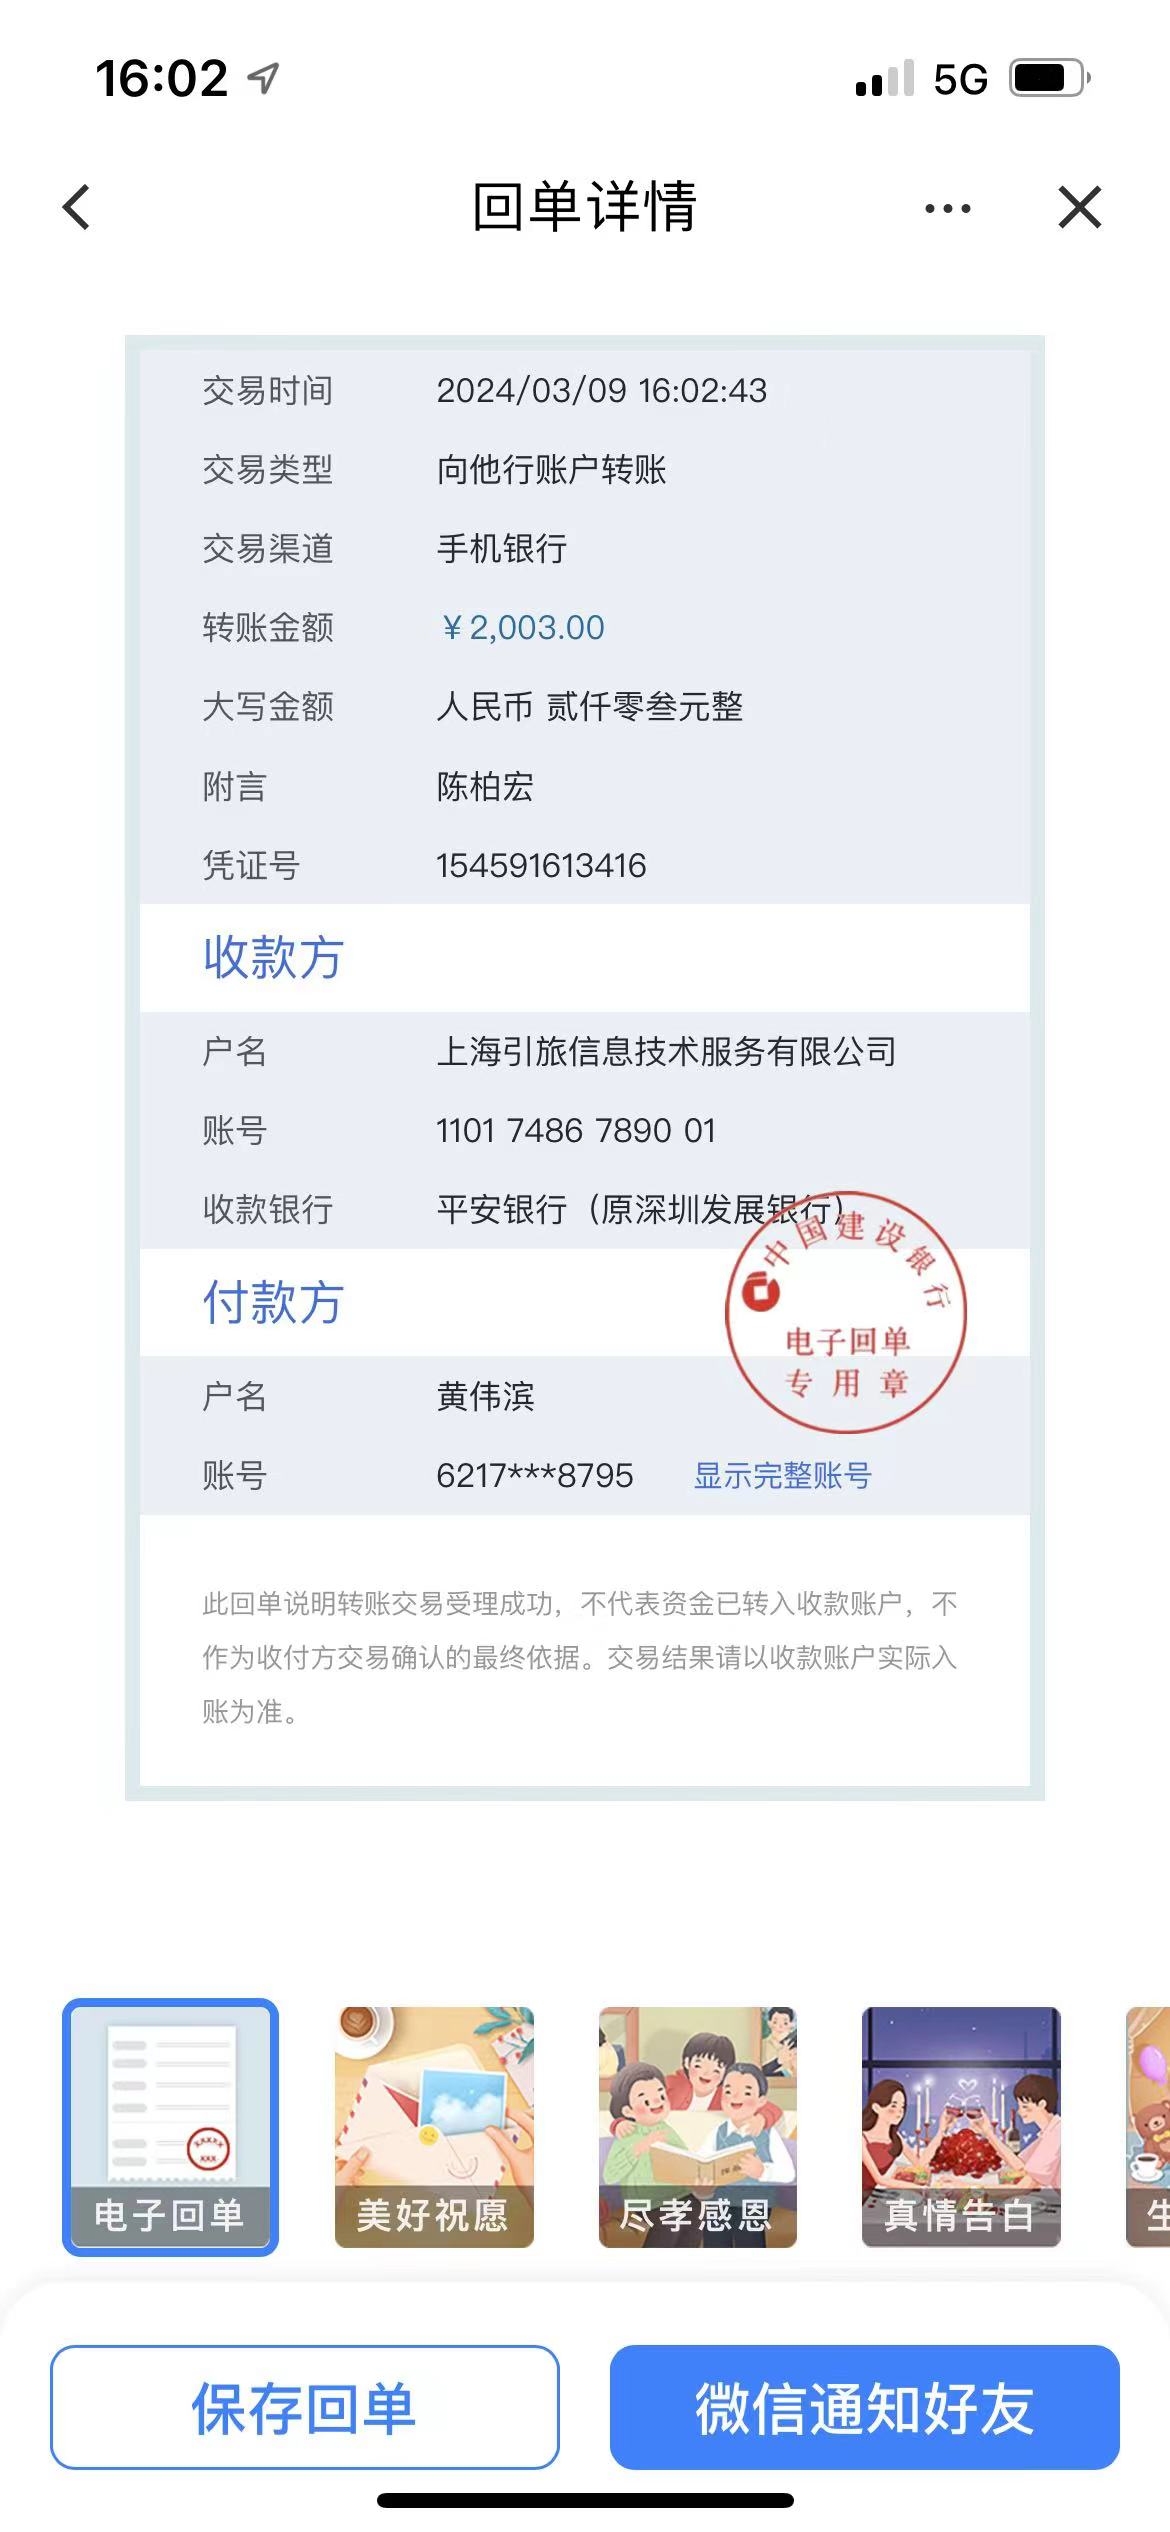 16:02
5G
回单详情
交易时间 2024/03/09 16:02:43
交易类型 向他行账户转账
交易渠道 手机银行
转账金额 ¥2,003.00
大写金额 人民币 贰仟零叁元整
附言 陈柏宏
凭证号 154591613416
收款方
户名 上海引旅信息技术服务有限公司
账号 1101 7486 7890 01
收款银行 平安银行（原深圳发展银行）
中国建设银行
电子回单
专用章
付款方
户名 黄伟滨
账号 6217***8795 显示完整账号
此回单说明转账交易受理成功，不代表资金已转入收款账户，不
作为收付方交易确认的最终依据。交易结果请以收款账户实际入
账为准。
电子回单
美好祝愿
尽孝感恩
真情告白
生
保存回单
微信通知好友